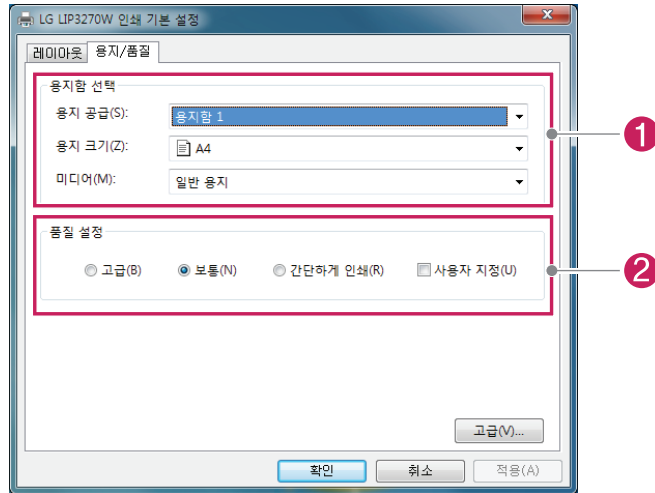 LG LIP3270W 인쇄 기본 설정
레이아웃 용지/품질
용지함 선택
용지 공급(S): 용지함 1
용지 크기(Z): A4
미디어(M): 일반 용지
1
품질 설정
고급(B) 보통(N) 간단하게 인쇄(R) 사용자 지정(U)
2
고급(V)...
확인 취소 적용(A)